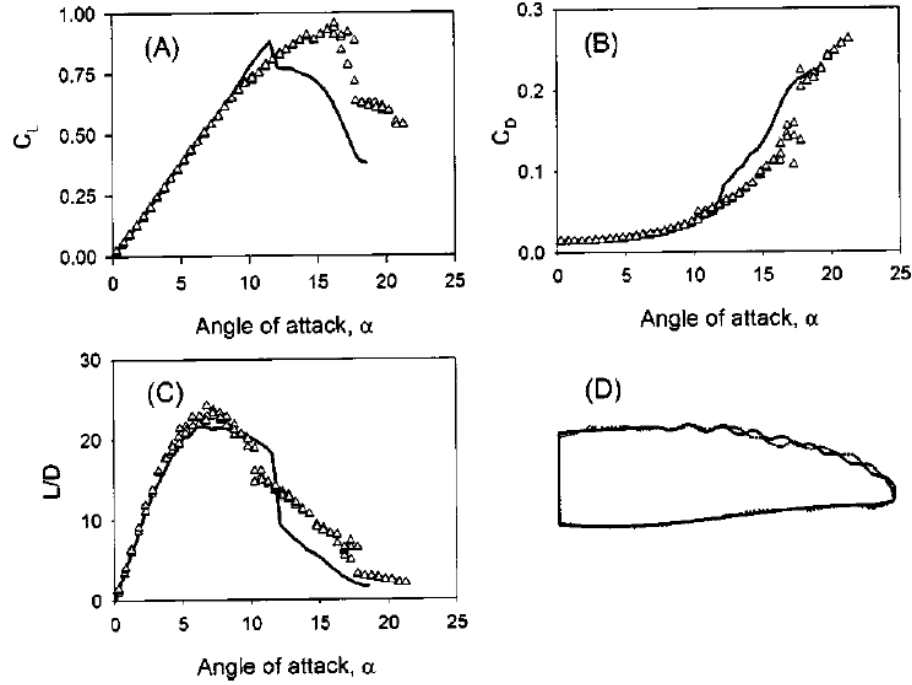 1.00
0.75
0.50
0.25
0.00
C_L
(A)
0 5 10 15 20 25
Angle of attack, α
0.3
0.2
0.1
0.0
C_D
(B)
0 5 10 15 20 25
Angle of attack, α
30
20
10
0
L/D
(C)
0 5 10 15 20 25
Angle of attack, α
(D)